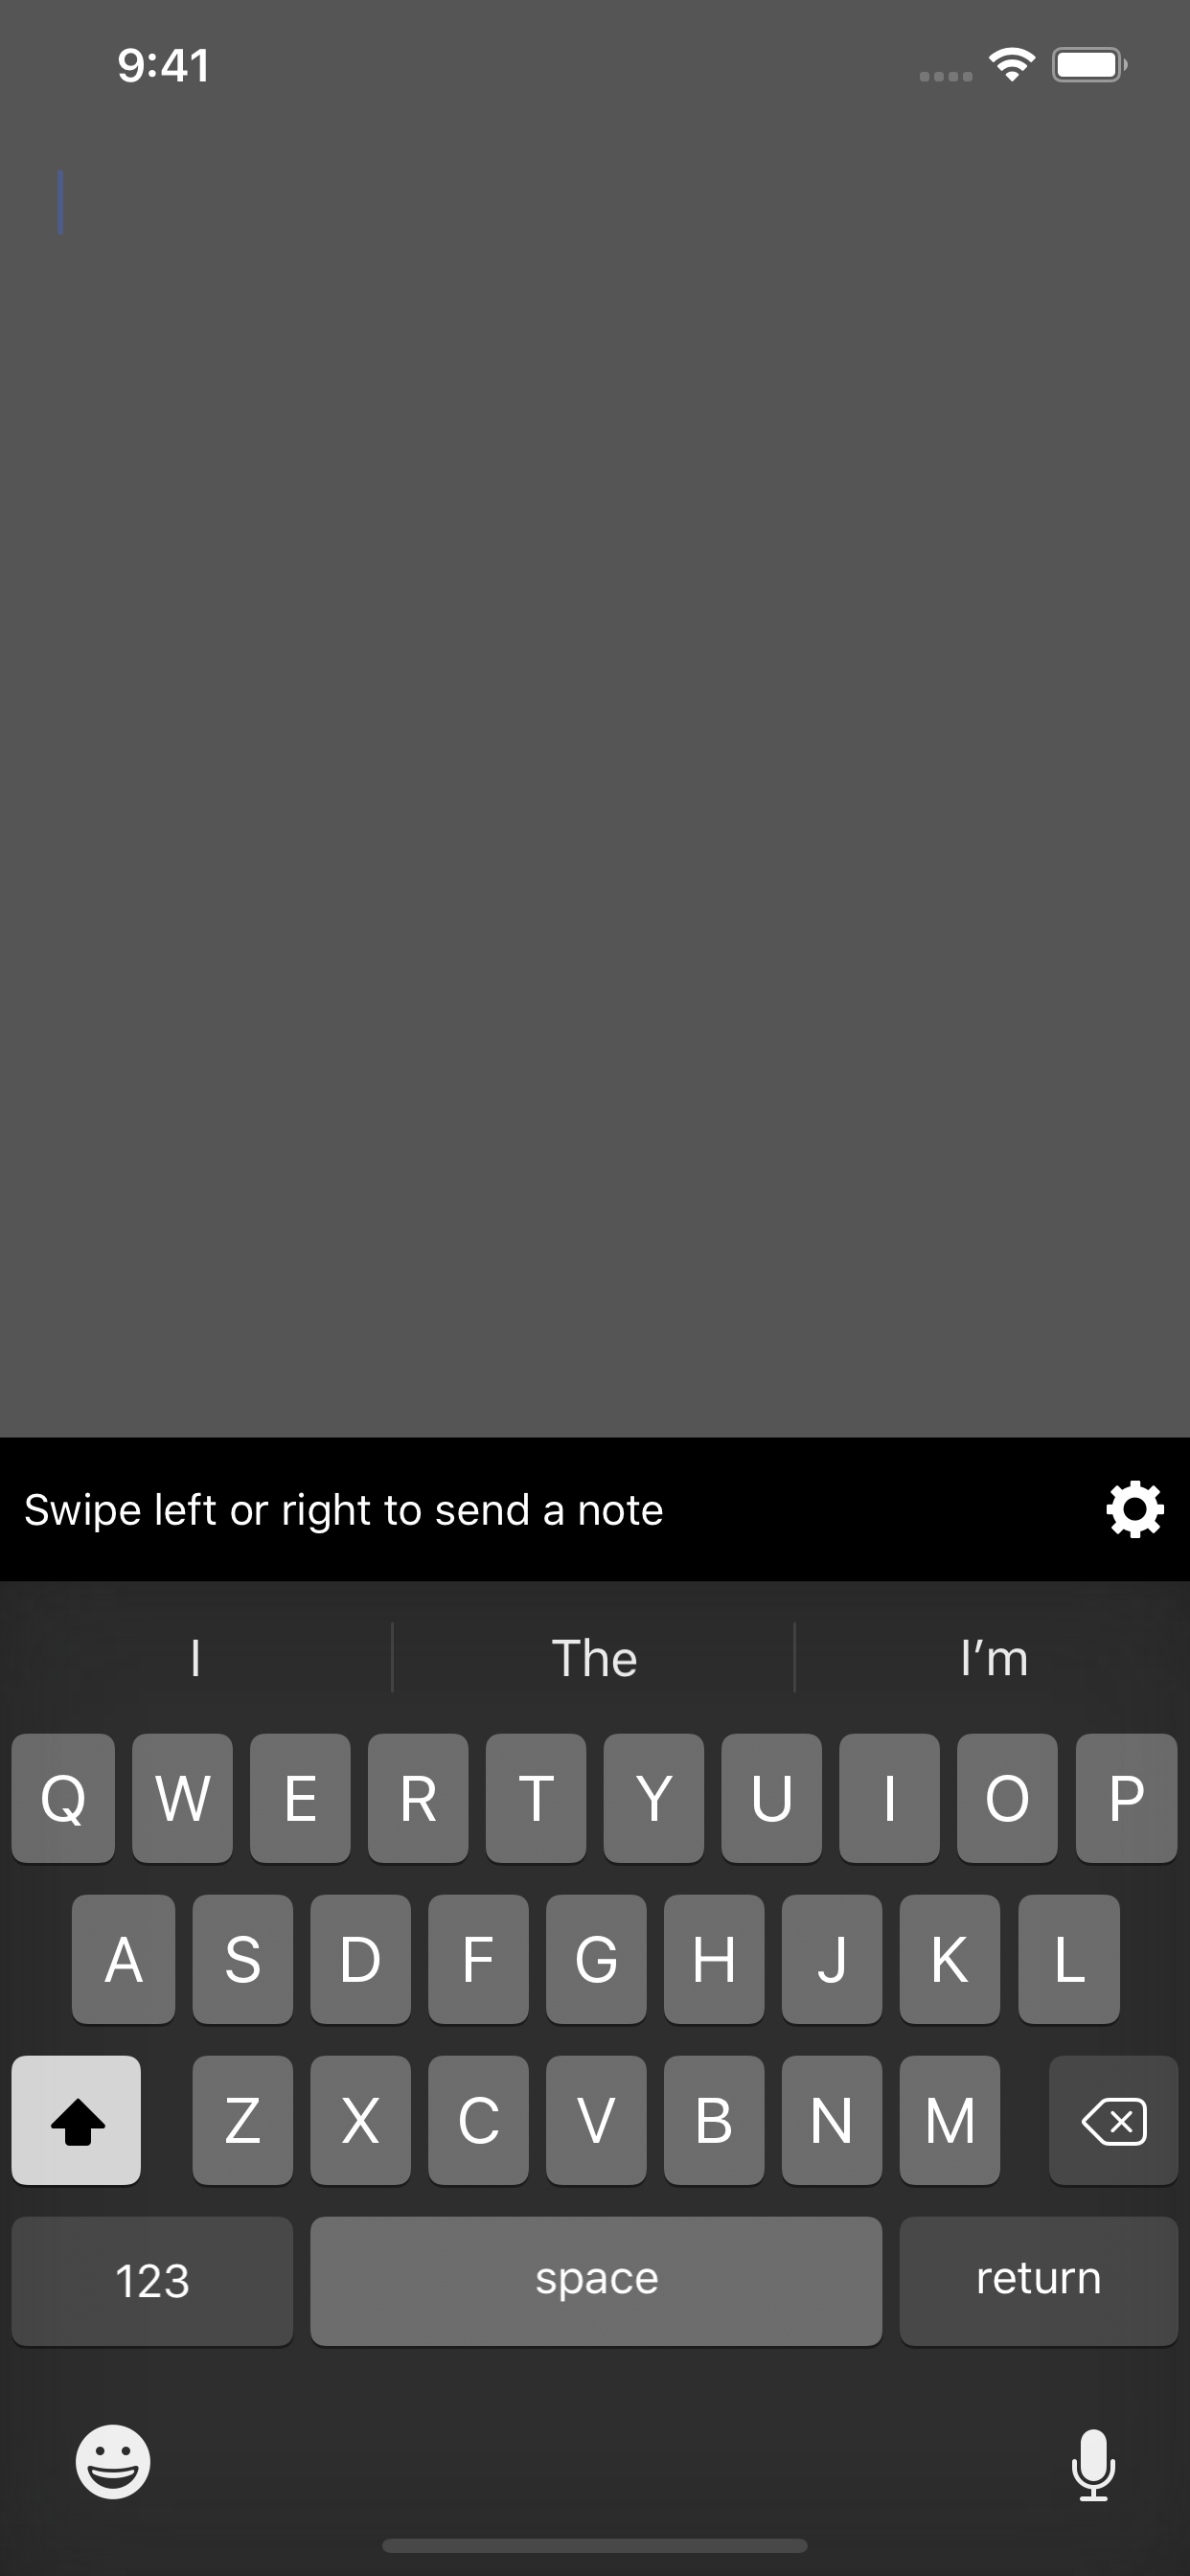 9:41
Swipe left or right to send a note
I The I’m
Q W E R T Y U I O P
A S D F G H J K L
Z X C V B N M
123 space return